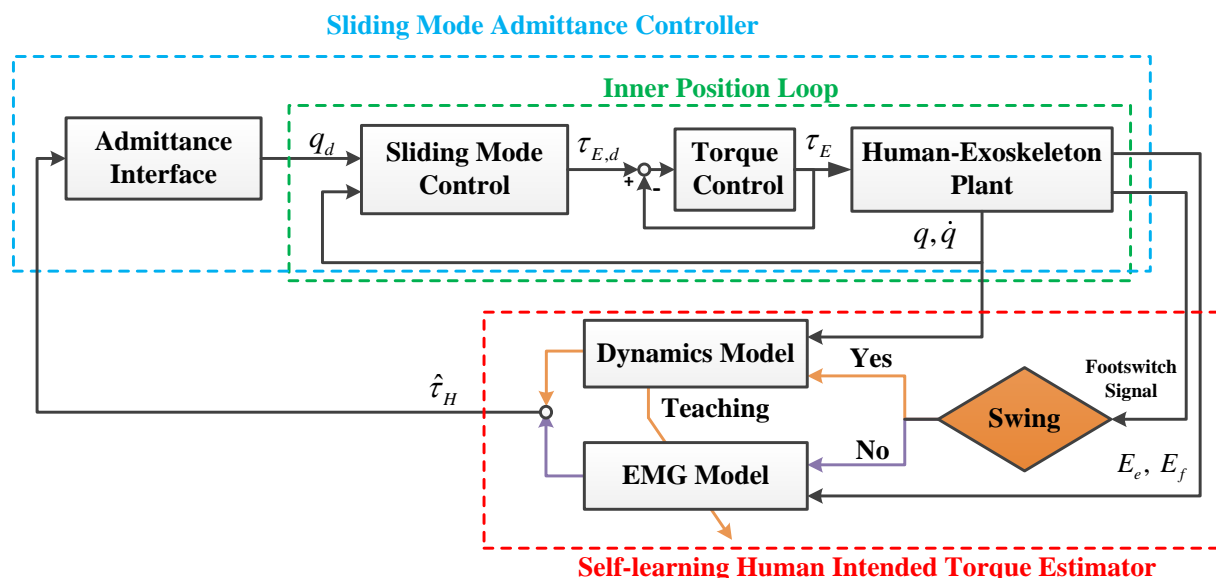 Sliding Mode Admittance Controller
Inner Position Loop
Admittance
Interface
q_d
Sliding Mode
Control
τ_{E,d}
+
-
Torque
Control
τ_E
Human-Exoskeleton
Plant
q, q̇
Dynamics Model
Yes
Footswitch
Signal
Swing
τ̂_H
Teaching
No
EMG Model
E_e, E_f
Self-learning Human Intended Torque Estimator